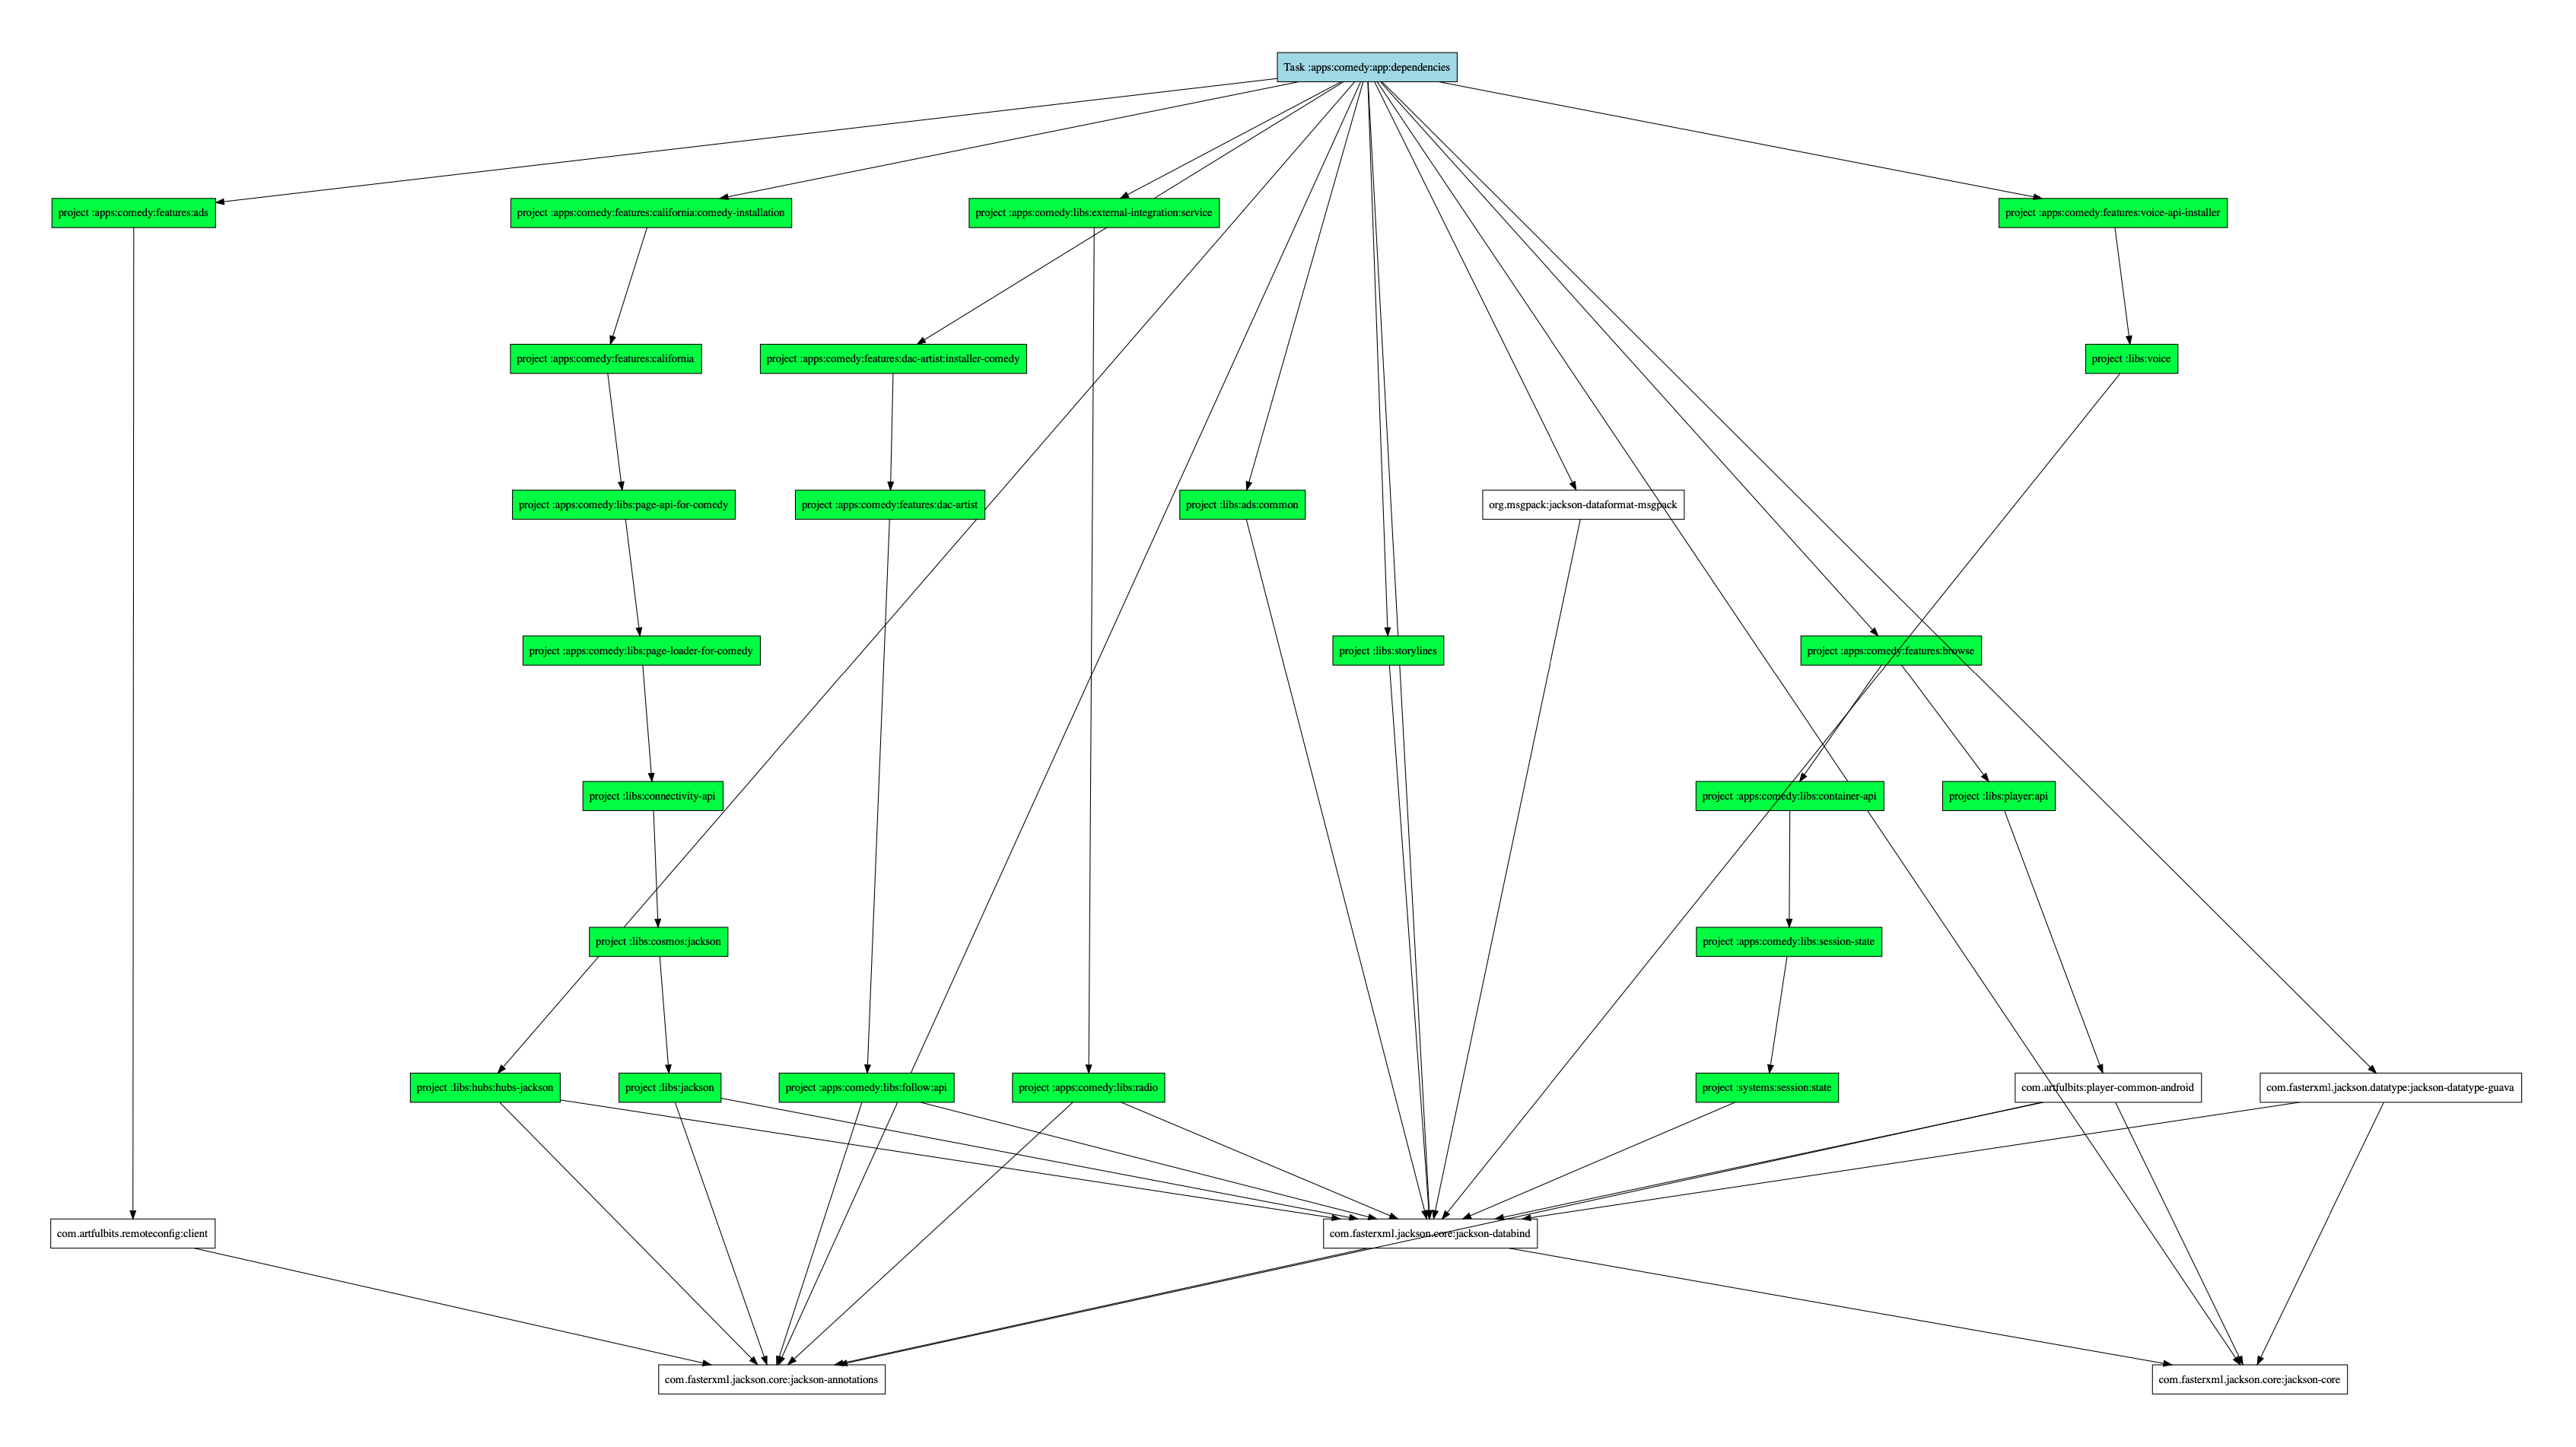 Task :apps:comedy:app:dependencies
project :apps:comedy:features:ads
project :apps:comedy:features:california:comedy-installation
project :apps:comedy:libs:external-integration:service
project :apps:comedy:features:voice-api-installer
project :apps:comedy:features:california
project :apps:comedy:features:dac-artist:installer-comedy
project :libs:voice
project :apps:comedy:libs:page-api-for-comedy
project :apps:comedy:features:dac-artist
project :libs:ads:common
org.msgpack:jackson-dataformat-msgpack
project :apps:comedy:libs:page-loader-for-comedy
project :libs:storylines
project :apps:comedy:features:browse
project :libs:connectivity-api
project :apps:comedy:libs:container-api
project :libs:player:api
project :libs:cosmos:jackson
project :apps:comedy:libs:session-state
project :libs:hubs:hubs-jackson
project :libs:jackson
project :apps:comedy:libs:follow:api
project :apps:comedy:libs:radio
project :systems:session:state
com.artfulbits:player-common-android
com.fasterxml.jackson.datatype:jackson-datatype-guava
com.artfulbits.remoteconfig:client
com.fasterxml.jackson.core:jackson-databind
com.fasterxml.jackson.core:jackson-annotations
com.fasterxml.jackson.core:jackson-core